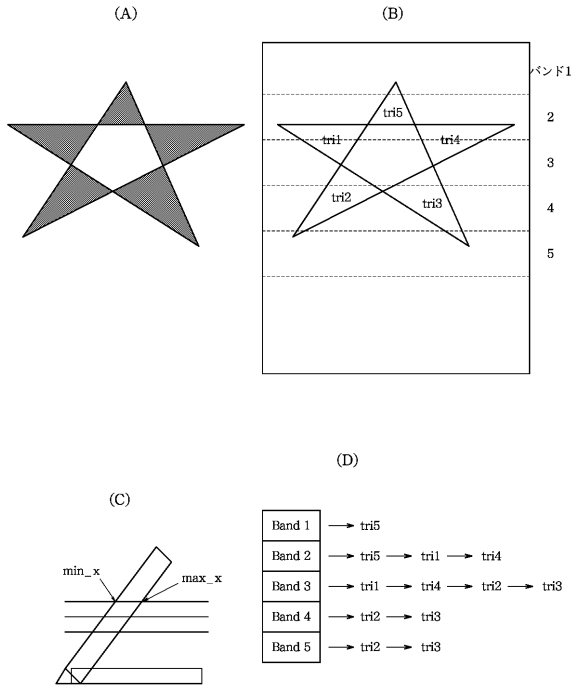 (A)
(B)
バンド1
2
3
4
5
tri5
tri1
tri4
tri2
tri3
(C)
min_x
max_x
(D)
Band 1 → tri5
Band 2 → tri5 → tri1 → tri4
Band 3 → tri1 → tri4 → tri2 → tri3
Band 4 → tri2 → tri3
Band 5 → tri2 → tri3